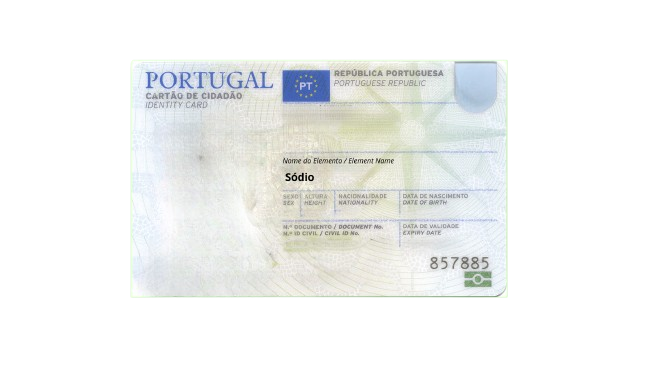 PORTUGAL
CARTÃO DE CIDADÃO
IDENTITY CARD
PT
REPÚBLICA PORTUGUESA
PORTUGUESE REPUBLIC
Nome do Elemento / Element Name
Sódio
SEXO ALTURA NACIONALIDADE DATA DE NASCIMENTO
SEX HEIGHT NATIONALITY DATE OF BIRTH
N.º DOCUMENTO / DOCUMENT No. DATA DE VALIDADE
N.º ID CIVIL / CIVIL ID No. EXPIRY DATE
857885